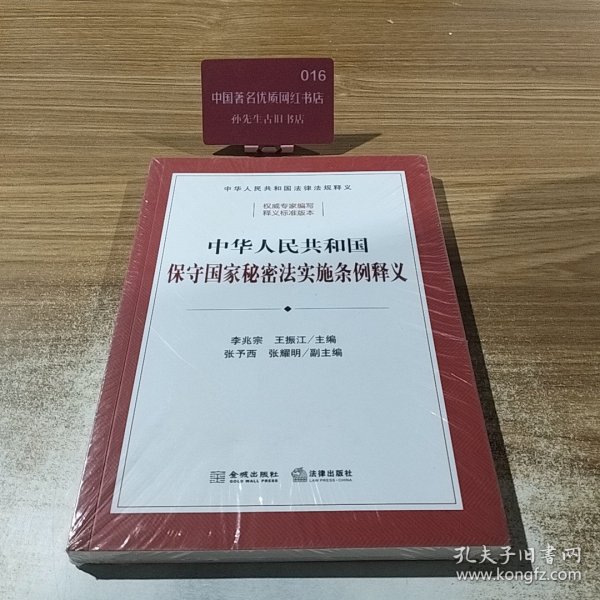 016
中国著名优质网红书店
孙先生古旧书店
中华人民共和国法律法规释义
权威专家编写
释义标准版本
中华人民共和国
保守国家秘密法实施条例释义
李兆宗 王振江/主编
张予西 张耀明/副主编
金城出版社
GOLD WALL PRESS
法律出版社
LAW PRESS·CHINA
孔夫子旧书网
www.kongfz.com